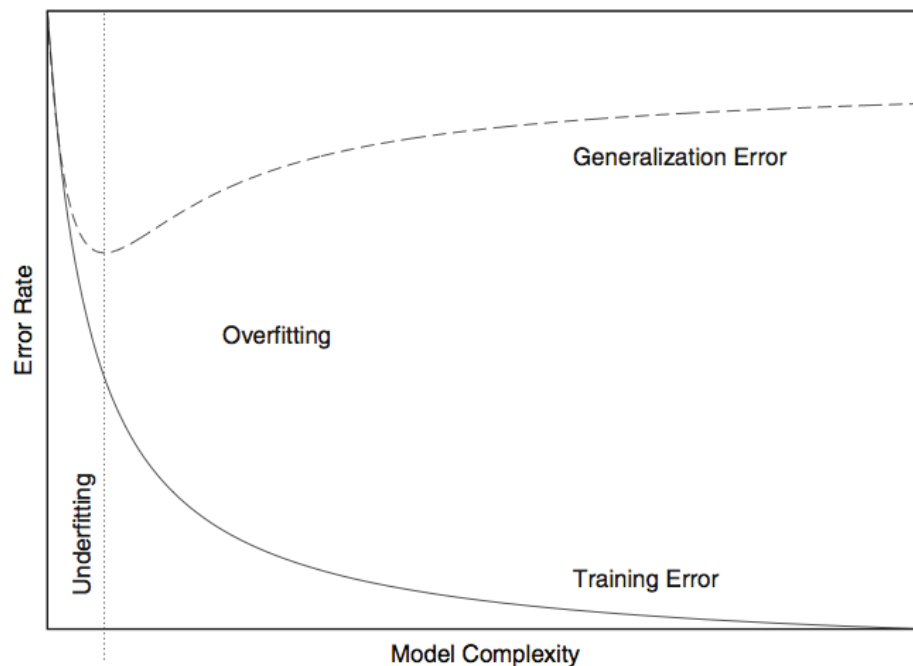 Generalization Error
Overfitting
Error Rate
Underfitting
Training Error
Model Complexity